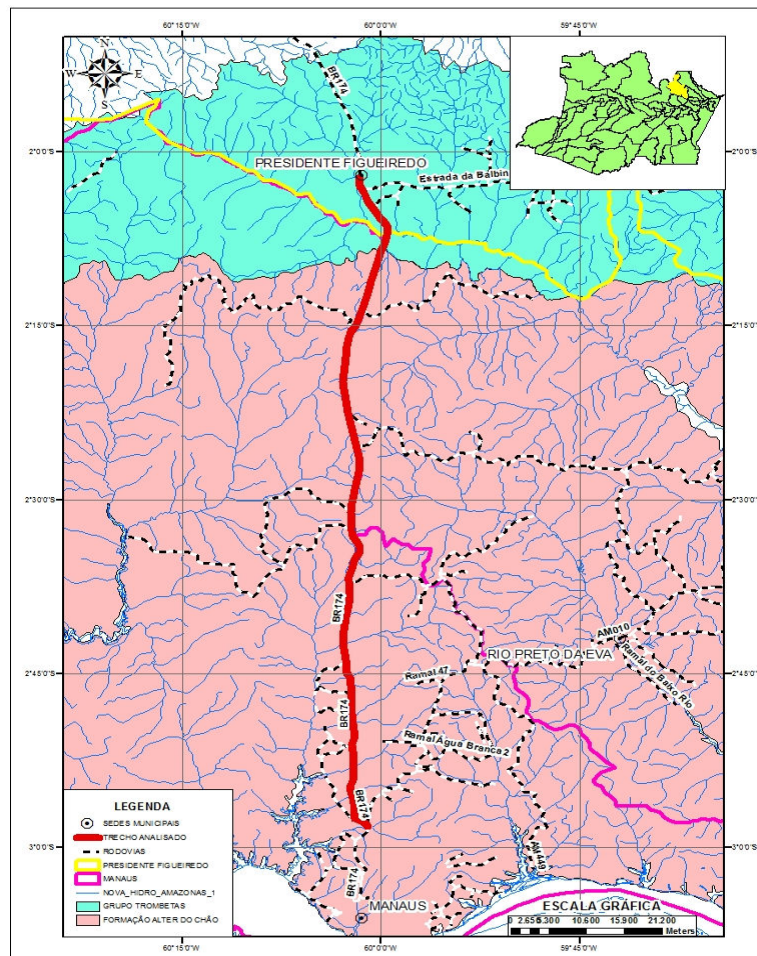 60°15'0"W
60°0'0"W
59°45'0"W
N
W
E
S
BR174
2°0'0"S
2°0'0"S
PRESIDENTE FIGUEIREDO
Estrada da Balbin
2°15'0"S
2°15'0"S
2°30'0"S
2°30'0"S
BR174
AM010
RIO PRETO DA EVA
Ramal do Baixo Rio
2°45'0"S
2°45'0"S
Ramal 47
BR174
Ramal Água Branca 2
BR174
LEGENDA
SEDES MUNICIPAIS
TRECHO ANALISADO
RODOVIAS
PRESIDENTE FIGUEIREDO
MANAUS
NOVA_HIDRO_AMAZONAS_1
GRUPO TROMBETAS
FORMAÇÃO ALTER DO CHÃO
3°0'0"S
3°0'0"S
BR174
AM449
MANAUS
ESCALA GRÁFICA
0 2.650 5.300 10.600 15.900 21.200
Meters
60°15'0"W
60°0'0"W
59°45'0"W